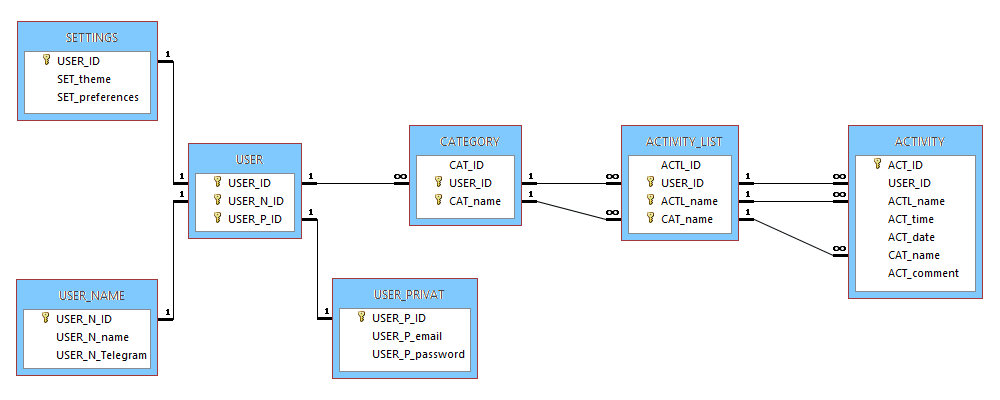 SETTINGS
USER_ID
SET_theme
SET_preferences
1
1
1
USER
USER_ID
USER_N_ID
USER_P_ID
1
1
∞
CATEGORY
CAT_ID
USER_ID
CAT_name
1
1
∞
∞
ACTIVITY_LIST
ACTL_ID
USER_ID
ACTL_name
CAT_name
1
1
1
∞
∞
∞
ACTIVITY
ACT_ID
USER_ID
ACTL_name
ACT_time
ACT_date
CAT_name
ACT_comment
USER_NAME
USER_N_ID
USER_N_name
USER_N_Telegram
1
1
USER_PRIVAT
USER_P_ID
USER_P_email
USER_P_password